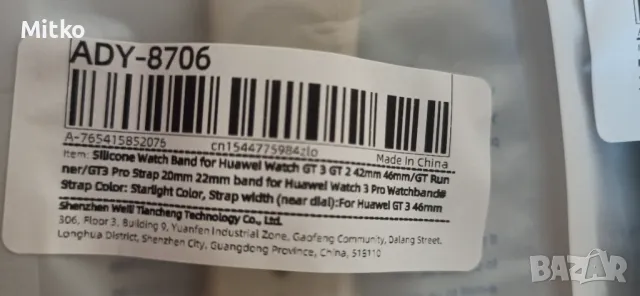 Mitko
ADY-8706
A-765415852076 cn1544775984zlo Made In China
Item: Silicone Watch Band for Huawei Watch GT 3 GT 2 42mm 46mm/GT Run
ner/GT3 Pro Strap 20mm 22mm band for Huawei Watch 3 Pro Watchband#
Strap Color: Starlight Color, Strap width (near dial):For Huawei GT 3 46mm
Shenzhen Weili Tiancheng Technology Co., Ltd.
306, Floor 3, Building 9, Yuanfen Industrial Zone, Gaofeng Community, Dalang Street,
Longhua District, Shenzhen City, Guangdong Province, China, 518110
BAZAR.bg